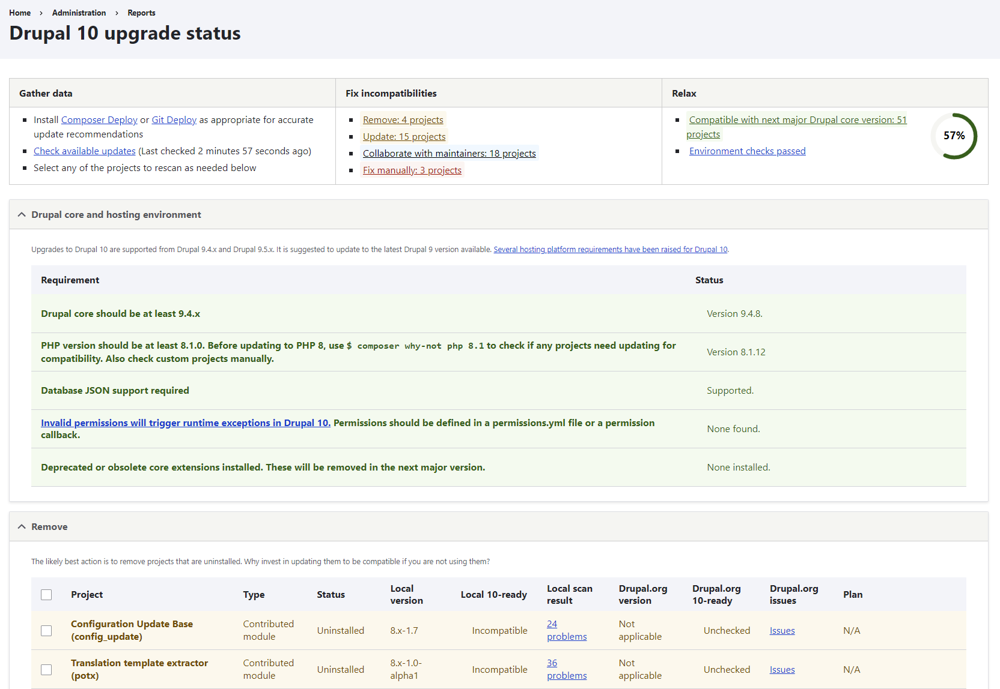 Home › Administration › Reports
Drupal 10 upgrade status
Gather data
Install Composer Deploy or Git Deploy as appropriate for accurate
update recommendations
Check available updates (Last checked 2 minutes 57 seconds ago)
Select any of the projects to rescan as needed below
Fix incompatibilities
Remove: 4 projects
Update: 15 projects
Collaborate with maintainers: 18 projects
Fix manually: 3 projects
Relax
Compatible with next major Drupal core version: 51
projects
Environment checks passed
57%
Drupal core and hosting environment
Upgrades to Drupal 10 are supported from Drupal 9.4.x and Drupal 9.5.x. It is suggested to update to the latest Drupal 9 version available. Several hosting platform requirements have been raised for Drupal 10.
Requirement Status
Drupal core should be at least 9.4.x Version 9.4.8.
PHP version should be at least 8.1.0. Before updating to PHP 8, use $ composer why-not php 8.1 to check if any projects need updating for
compatibility. Also check custom projects manually.
Version 8.1.12
Database JSON support required Supported.
Invalid permissions will trigger runtime exceptions in Drupal 10. Permissions should be defined in a permissions.yml file or a permission
callback.
None found.
Deprecated or obsolete core extensions installed. These will be removed in the next major version. None installed.
Remove
The likely best action is to remove projects that are uninstalled. Why invest in updating them to be compatible if you are not using them?
Project
Type
Status
Local
version
Local 10-ready
Local scan
result
Drupal.org
version
Drupal.org
10-ready
Drupal.org
issues
Plan
Configuration Update Base
(config_update)
Contributed
module
Uninstalled
8.x-1.7
Incompatible
24
problems
Not
applicable
Unchecked
Issues
N/A
Translation template extractor
(potx)
Contributed
module
Uninstalled
8.x-1.0-
alpha1
Incompatible
36
problems
Not
applicable
Unchecked
Issues
N/A